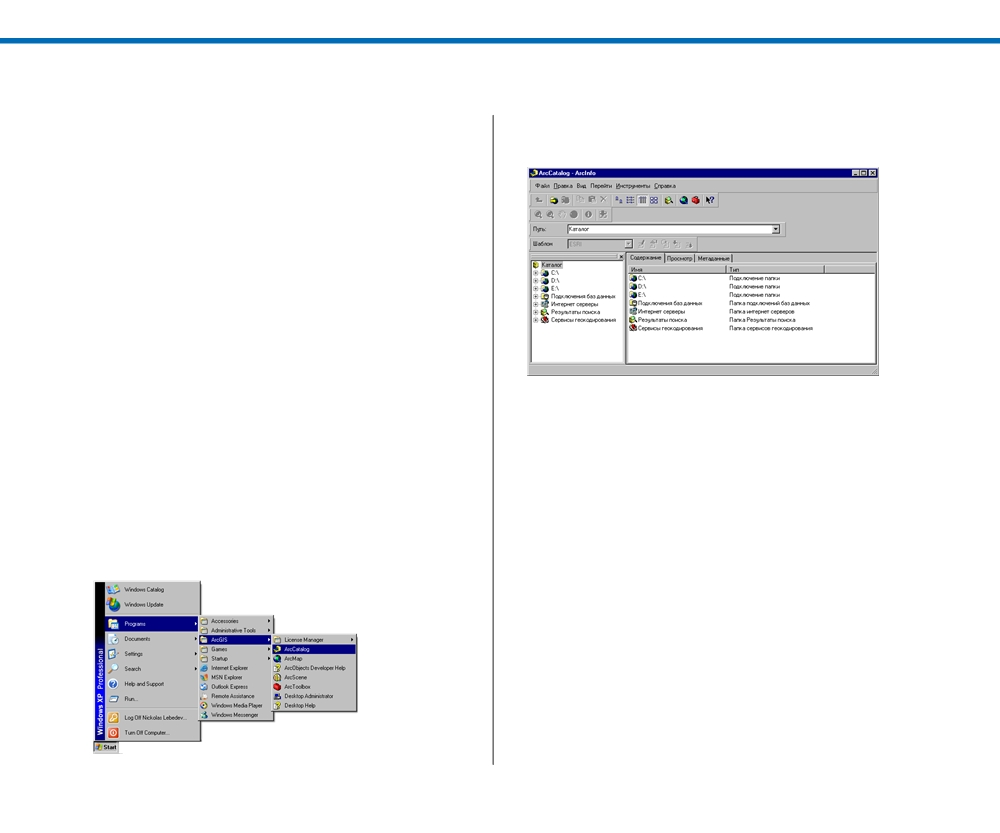 Windows Catalog
Windows Update
Programs
Documents
Settings
Search
Help and Support
Run...
Log Off Nickolas Lebedev...
Turn Off Computer...
Windows XP Professional
Start
Accessories
Administrative Tools
ArcGIS
Games
Startup
Internet Explorer
MSN Explorer
Outlook Express
Remote Assistance
Windows Media Player
Windows Messenger
License Manager
ArcCatalog
ArcMap
ArcObjects Developer Help
ArcScene
ArcToolbox
Desktop Administrator
Desktop Help
ArcCatalog - ArcInfo
Файл Правка Вид Перейти Инструменты Справка
Путь: Каталог
Шаблон ESRI
Каталог
C:\
D:\
E:\
Подключения баз данных
Интернет серверы
Результаты поиска
Сервисы геокодирования
Содержание Просмотр Метаданные
Имя Тип
C:\ Подключение папки
D:\ Подключение папки
E:\ Подключение папки
Подключения баз данных Папка подключений баз данных
Интернет серверы Папка интернет серверов
Результаты поиска Папка Результаты поиска
Сервисы геокодирования Папка сервисов геокодирования